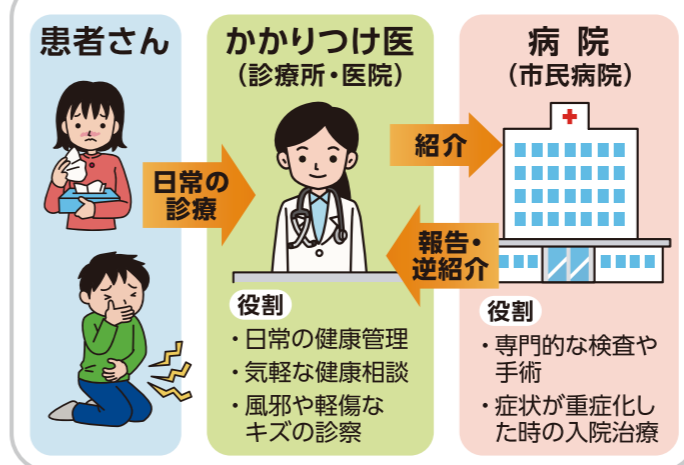 患者さん
日常の
診療
かかりつけ医
（診療所・医院）
役割
・日常の健康管理
・気軽な健康相談
・風邪や軽傷な
キズの診察
紹介
報告・
逆紹介
病院
（市民病院）
役割
・専門的な検査や
手術
・症状が重症化し
た時の入院治療